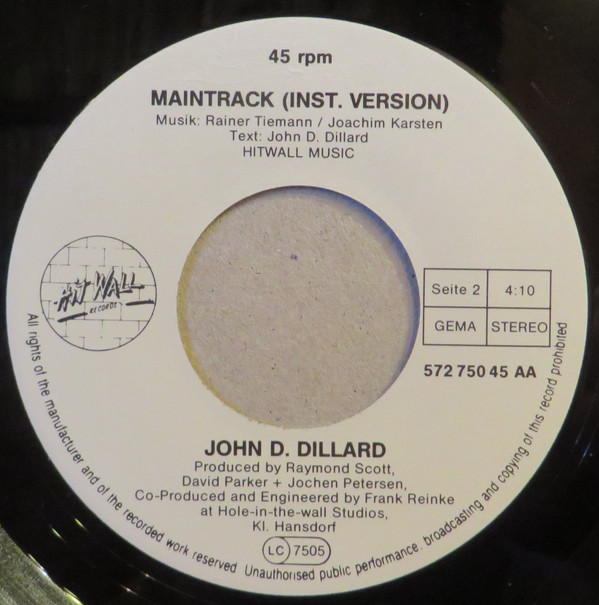 45 rpm
MAINTRACK (INST. VERSION)
Musik: Rainer Tiemann / Joachim Karsten
Text: John D. Dillard
HITWALL MUSIC
HIT WALL
RECORDS
Seite 2 4:10
GEMA STEREO
572 750 45 AA
JOHN D. DILLARD
Produced by Raymond Scott,
David Parker + Jochen Petersen,
Co-Produced and Engineered by Frank Reinke
at Hole-in-the-wall Studios,
Kl. Hansdorf
LC 7505
All rights of the manufacturer and of the recorded work reserved Unauthorised public performance. broadcasting and copying of this record prohibited